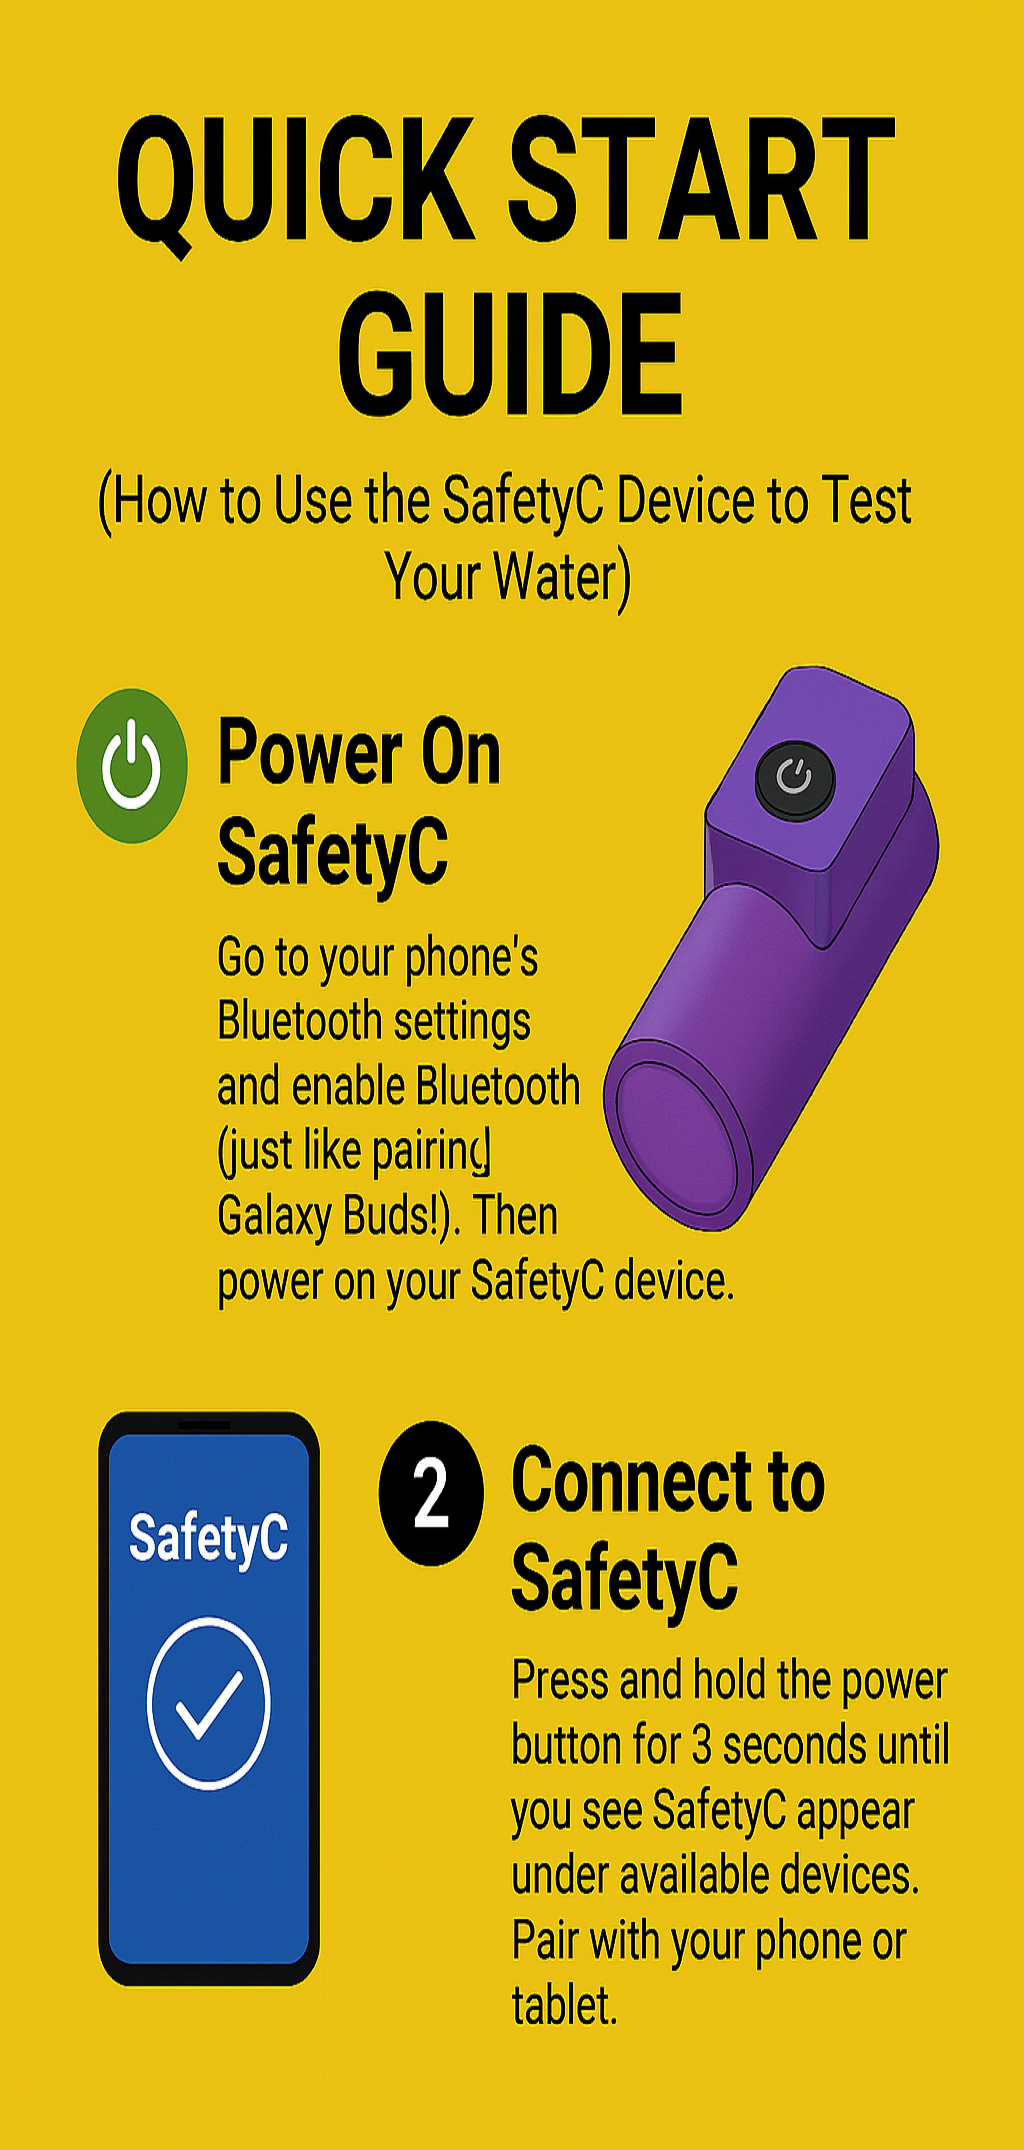 QUICK START
GUIDE
(How to Use the SafetyC Device to Test
Your Water)
Power On
SafetyC
Go to your phone's
Bluetooth settings
and enable Bluetooth
(just like pairing
Galaxy Buds!). Then
power on your SafetyC device.
SafetyC
2
Connect to
SafetyC
Press and hold the power
button for 3 seconds until
you see SafetyC appear
under available devices.
Pair with your phone or
tablet.